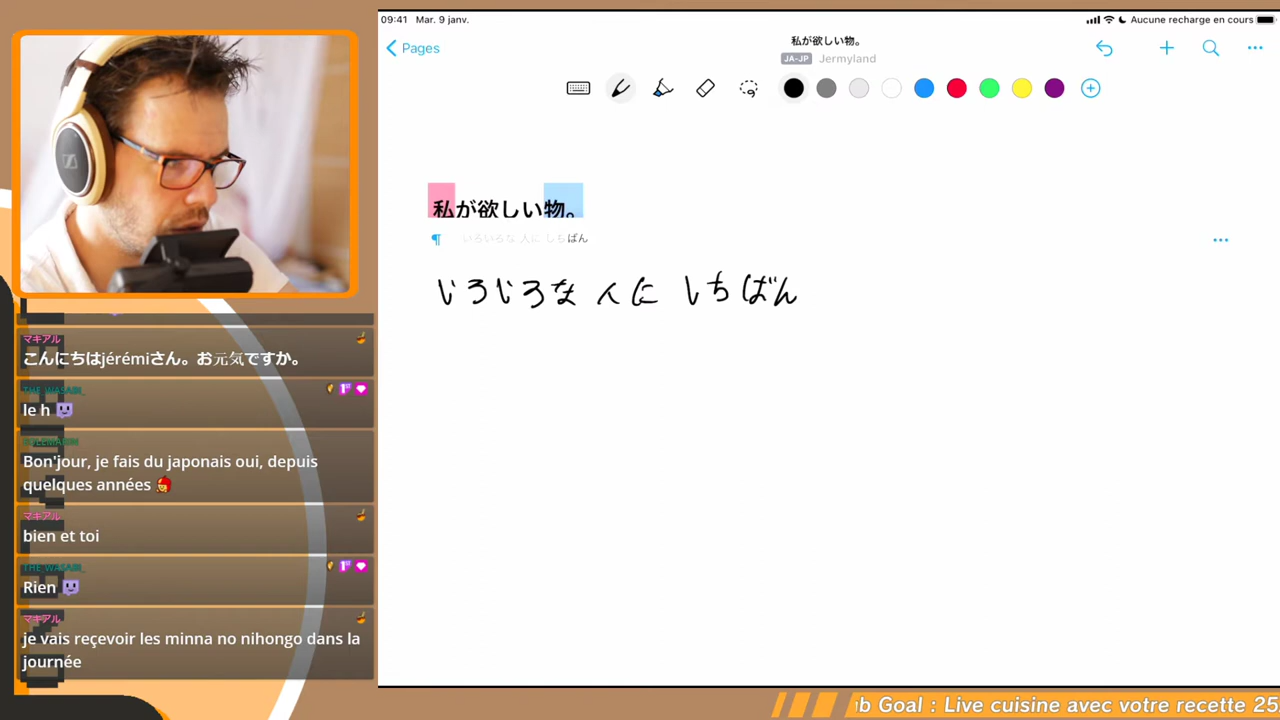 09:41 Mar. 9 janv.
Aucune recharge en cours
Pages
私が欲しい物。
JA-JP Jermyland
私が欲しい物。
いろいろな 人に しちばん
いろいろな 人に しちばん
マキアル
こんにちはjérémiさん。お元気ですか。
THE_WASABI_
le h
Bon'jour, je fais du japonais oui, depuis
quelques années
マキアル
bien et toi
THE_WASABI_
Rien
マキアル
je vais reçevoir les minna no nihongo dans la
journée
b Goal : Live cuisine avec votre recette 25